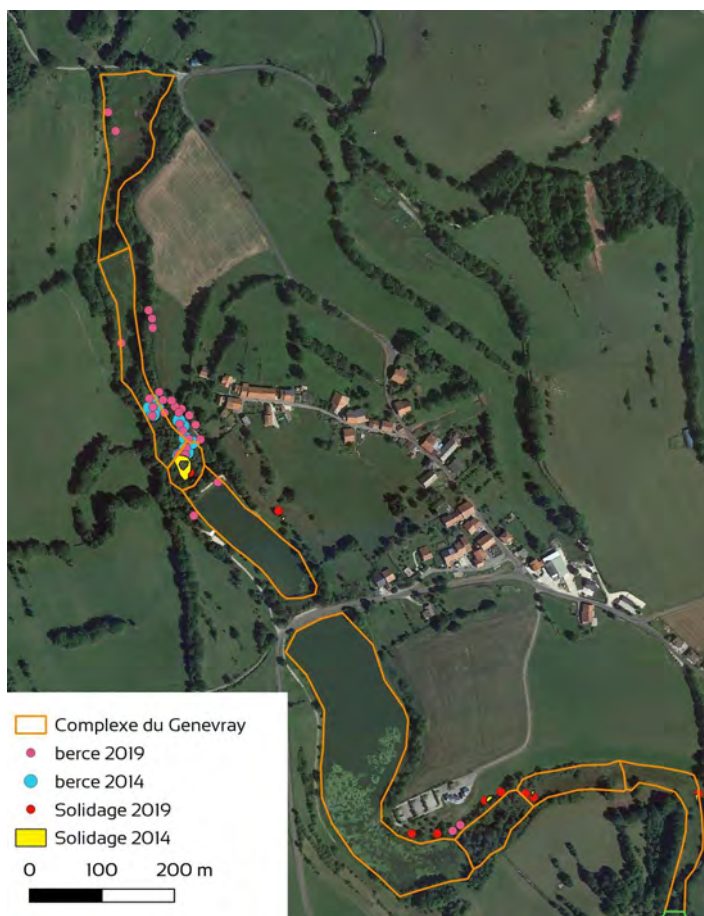 Complexe du Genevray
berce 2019
berce 2014
Solidage 2019
Solidage 2014
0 100 200 m